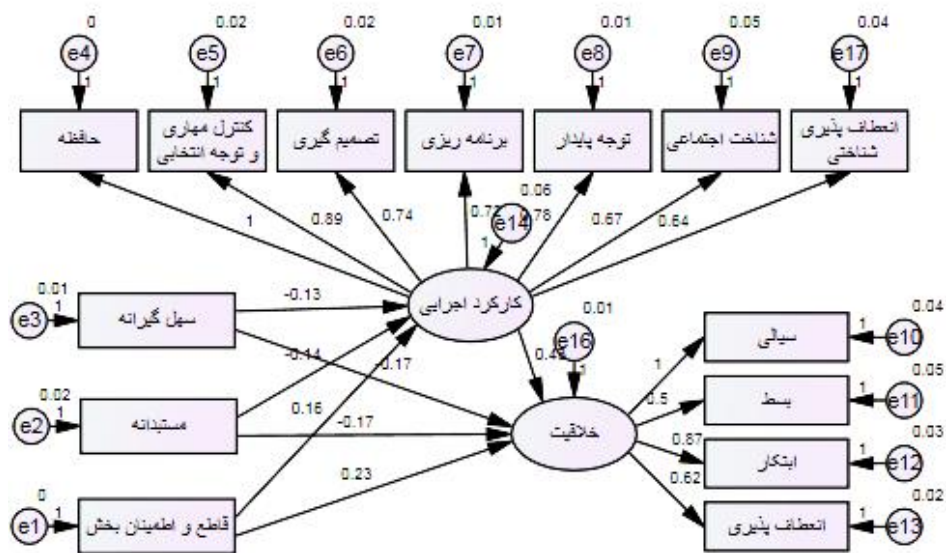 0 0.02 0.02 0.01 0.01 0.05 0.04
e4 e5 e6 e7 e8 e9 e17
1 1 1 1 1 1 1
حافظه
کنترل مهاری
و توجه انتخابی
تصمیم گیری
برنامه ریزی
توجه پایدار
شناخت اجتماعی
انعطاف پذیری
شناختی
1 0.89 0.74 0.78 0.67 0.64
0.06
e14
1
کارکرد اجرایی
0.01
e3
1
سهل گیرانه
-0.13
-0.14
-0.17
0.02
e2
1
مستبدانه
0.16
-0.17
0
e1
1
قاطع و اطمینان بخش
0.23
0.01
e16
1
خلاقیت
1
0.5
0.87
0.62
سیالی
1
e10
0.04
بسط
1
e11
0.05
ابتکار
1
e12
0.03
انعطاف پذیری
1
e13
0.02